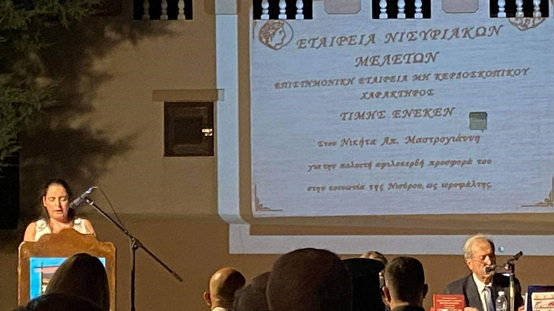 ΕΤΑΙΡΕΙΑ ΝΙΣΥΡΙΑΚΩΝ
ΜΕΛΕΤΩΝ
ΕΠΙΣΤΗΜΟΝΙΚΗ ΕΤΑΙΡΕΙΑ ΜΗ ΚΕΡΔΟΣΚΟΠΙΚΟΥ
ΧΑΡΑΚΤΗΡΟΣ
ΤΙΜΗΣ ΕΝΕΚΕΝ
Στον Νικήτα Απ. Μαστρογιάννη
για την πολυετή αφιλοκερδή προσφορά του
στην κοινωνία της Νισύρου, ως ιεροψάλτης.